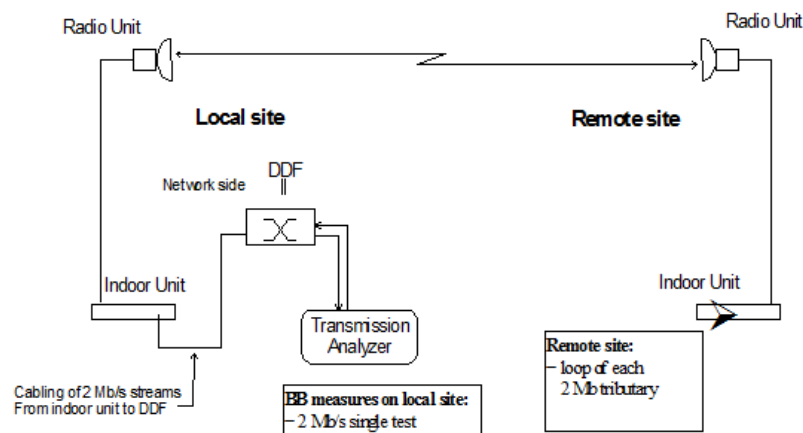 Radio Unit
Radio Unit
Local site
Remote site
DDF
Network side
Indoor Unit
Indoor Unit
Transmission
Analyzer
Cabling of 2 Mb/s streams
From indoor unit to DDF
BB measures on local site:
– 2 Mb/s single test
Remote site:
– loop of each
2 Mb tributary